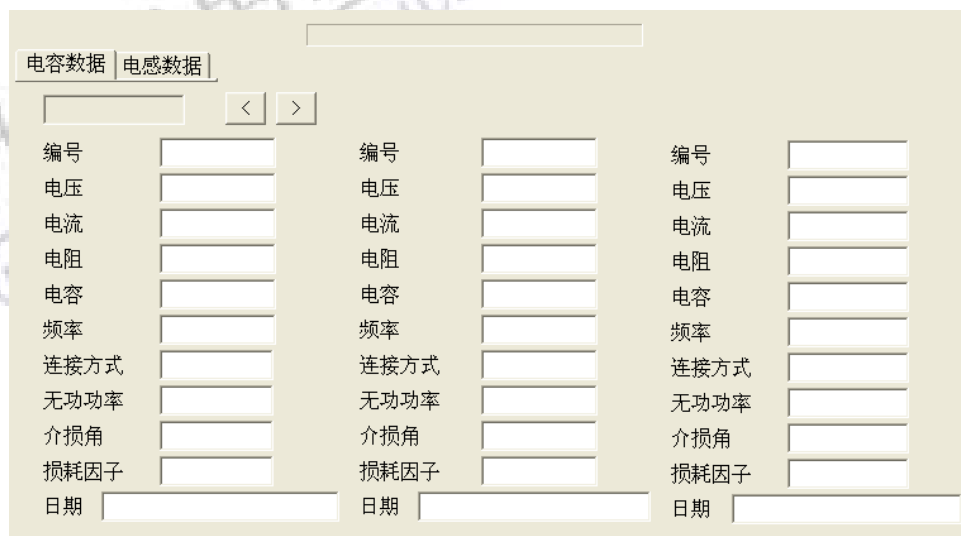 电容数据 电感数据
< >
编号 编号 编号
电压 电压 电压
电流 电流 电流
电阻 电阻 电阻
电容 电容 电容
频率 频率 频率
连接方式 连接方式 连接方式
无功功率 无功功率 无功功率
介损角 介损角 介损角
损耗因子 损耗因子 损耗因子
日期 日期 日期